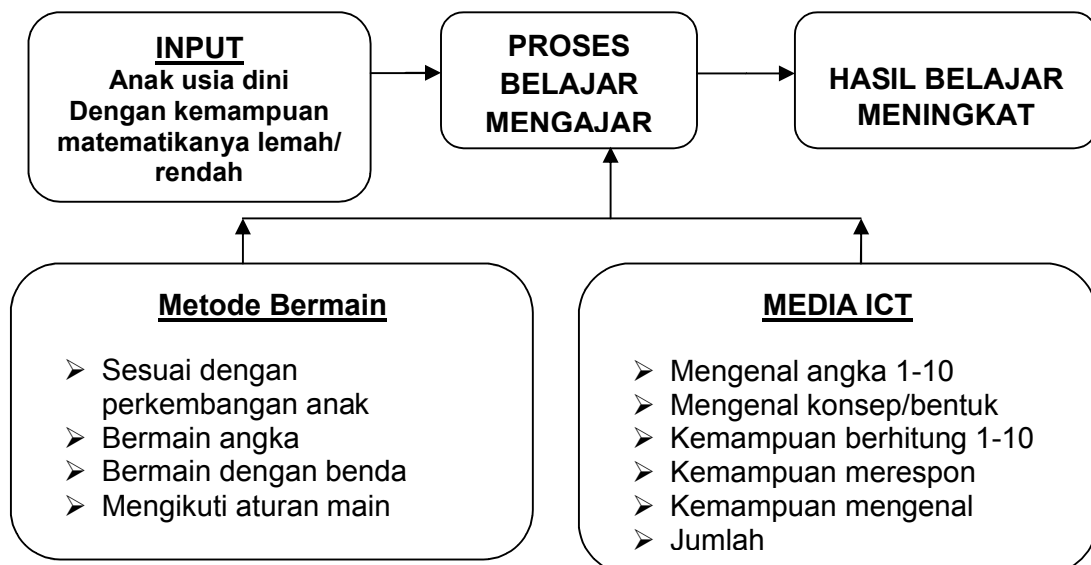 INPUT
Anak usia dini
Dengan kemampuan
matematikanya lemah/
rendah
PROSES
BELAJAR
MENGAJAR
HASIL BELAJAR
MENINGKAT
Metode Bermain
➢ Sesuai dengan
perkembangan anak
➢ Bermain angka
➢ Bermain dengan benda
➢ Mengikuti aturan main
MEDIA ICT
➢ Mengenal angka 1-10
➢ Mengenal konsep/bentuk
➢ Kemampuan berhitung 1-10
➢ Kemampuan merespon
➢ Kemampuan mengenal
➢ Jumlah